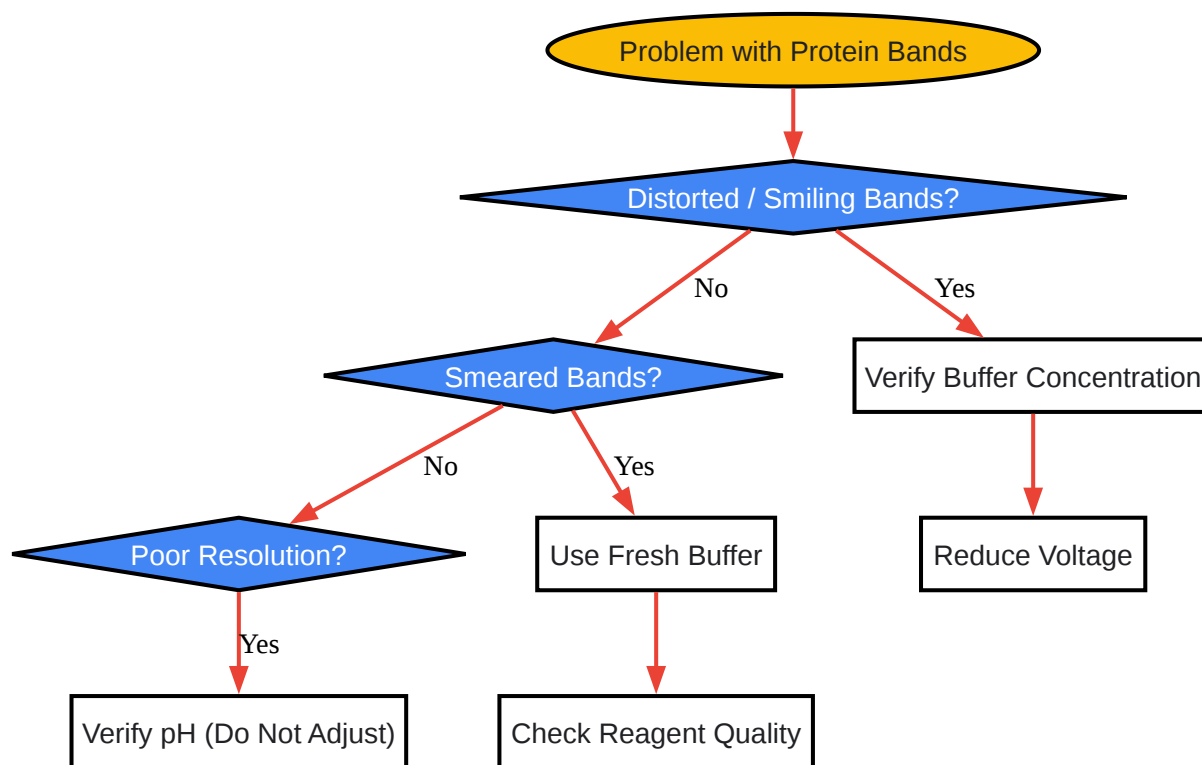 Problem with Protein Bands
Distorted / Smiling Bands?
No
Yes
Smeared Bands?
Verify Buffer Concentration
No
Yes
Poor Resolution?
Use Fresh Buffer
Reduce Voltage
Yes
Verify pH (Do Not Adjust)
Check Reagent Quality